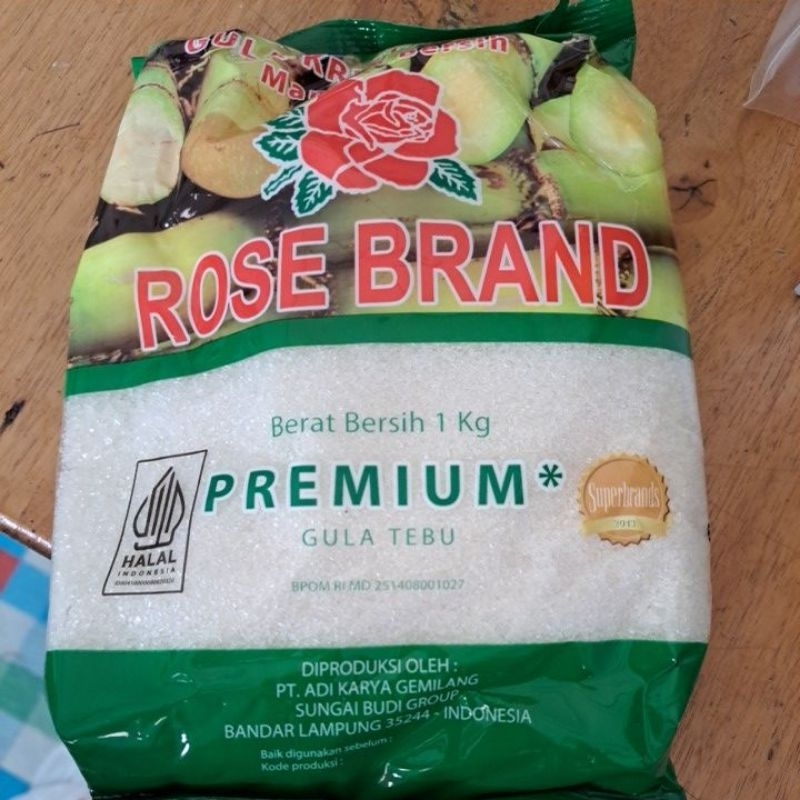 Bersih
ROSE BRAND
Berat Bersih 1 Kg
PREMIUM*
GULA TEBU
HALAL
INDONESIA
Superbrands
BPOM RI MD 251408001027
DIPRODUKSI OLEH :
PT. ADI KARYA GEMILANG
SUNGAI BUDI GROUP
BANDAR LAMPUNG 35244 - INDONESIA
Baik digunakan sebelum :
Kode produksi :